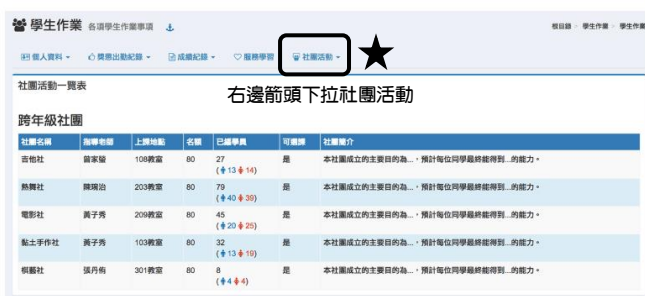 學生作業 各項學生作業事項
根目錄 > 學生作業 > 學生作業
個人資料 獎懲出勤紀錄 成績紀錄 服務學習 社團活動
社團活動一覽表
右邊箭頭下拉社團活動
跨年級社團
社團名稱 指導老師 上課地點 名額 已編學員 可選課 社團簡介
吉他社 曾家瑩 108教室 80 27 是 本社團成立的主要目的為...，預計每位同學最終能得到...的能力。
(13 14)
熱舞社 陳瑞治 203教室 80 79 是 本社團成立的主要目的為...，預計每位同學最終能得到...的能力。
(40 39)
電影社 黃子秀 209教室 80 45 是 本社團成立的主要目的為...，預計每位同學最終能得到...的能力。
(20 25)
黏土手作社 黃子秀 103教室 80 32 是 本社團成立的主要目的為...，預計每位同學最終能得到...的能力。
(13 19)
棋藝社 張丹侑 301教室 80 8 是 本社團成立的主要目的為...，預計每位同學最終能得到...的能力。
(4 4)